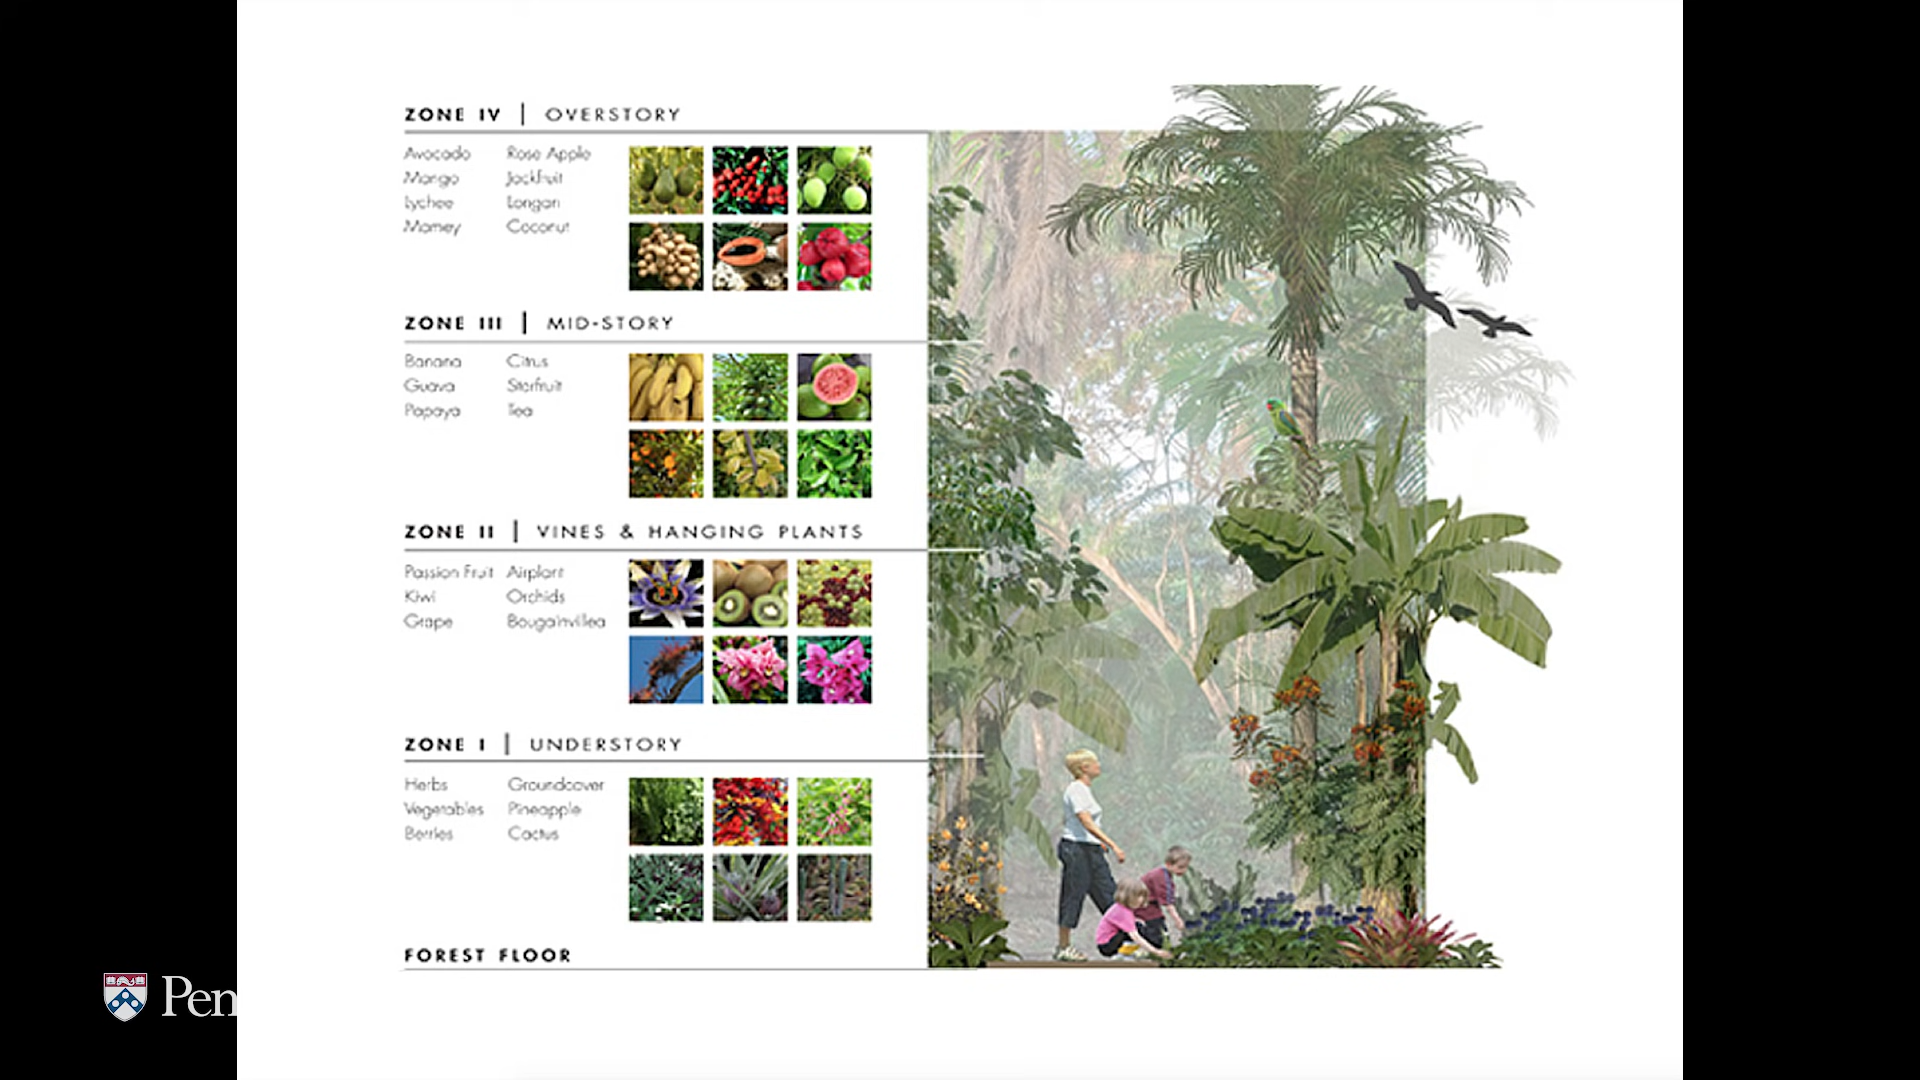 ZONE IV | OVERSTORY
Avocado Rose Apple
Mango Jackfruit
Lychee Longan
Mamey Coconut
ZONE III | MID-STORY
Banana Citrus
Guava Starfruit
Papaya Tea
ZONE II | VINES & HANGING PLANTS
Passion Fruit Airplant
Kiwi Orchids
Grape Bougainvillea
ZONE I | UNDERSTORY
Herbs Groundcover
Vegetables Pineapple
Berries Cactus
FOREST FLOOR
Pen